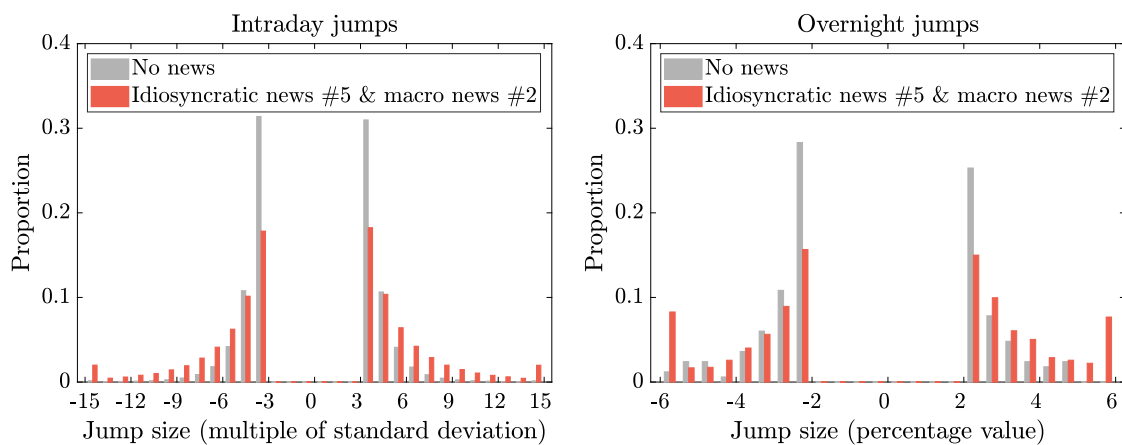 Intraday jumps
0.4
0.3
0.2
0.1
0
Proportion
No news
Idiosyncratic news #5 & macro news #2
-15 -12 -9 -6 -3 0 3 6 9 12 15
Jump size (multiple of standard deviation)
Overnight jumps
0.4
0.3
0.2
0.1
0
Proportion
No news
Idiosyncratic news #5 & macro news #2
-6 -4 -2 0 2 4 6
Jump size (percentage value)